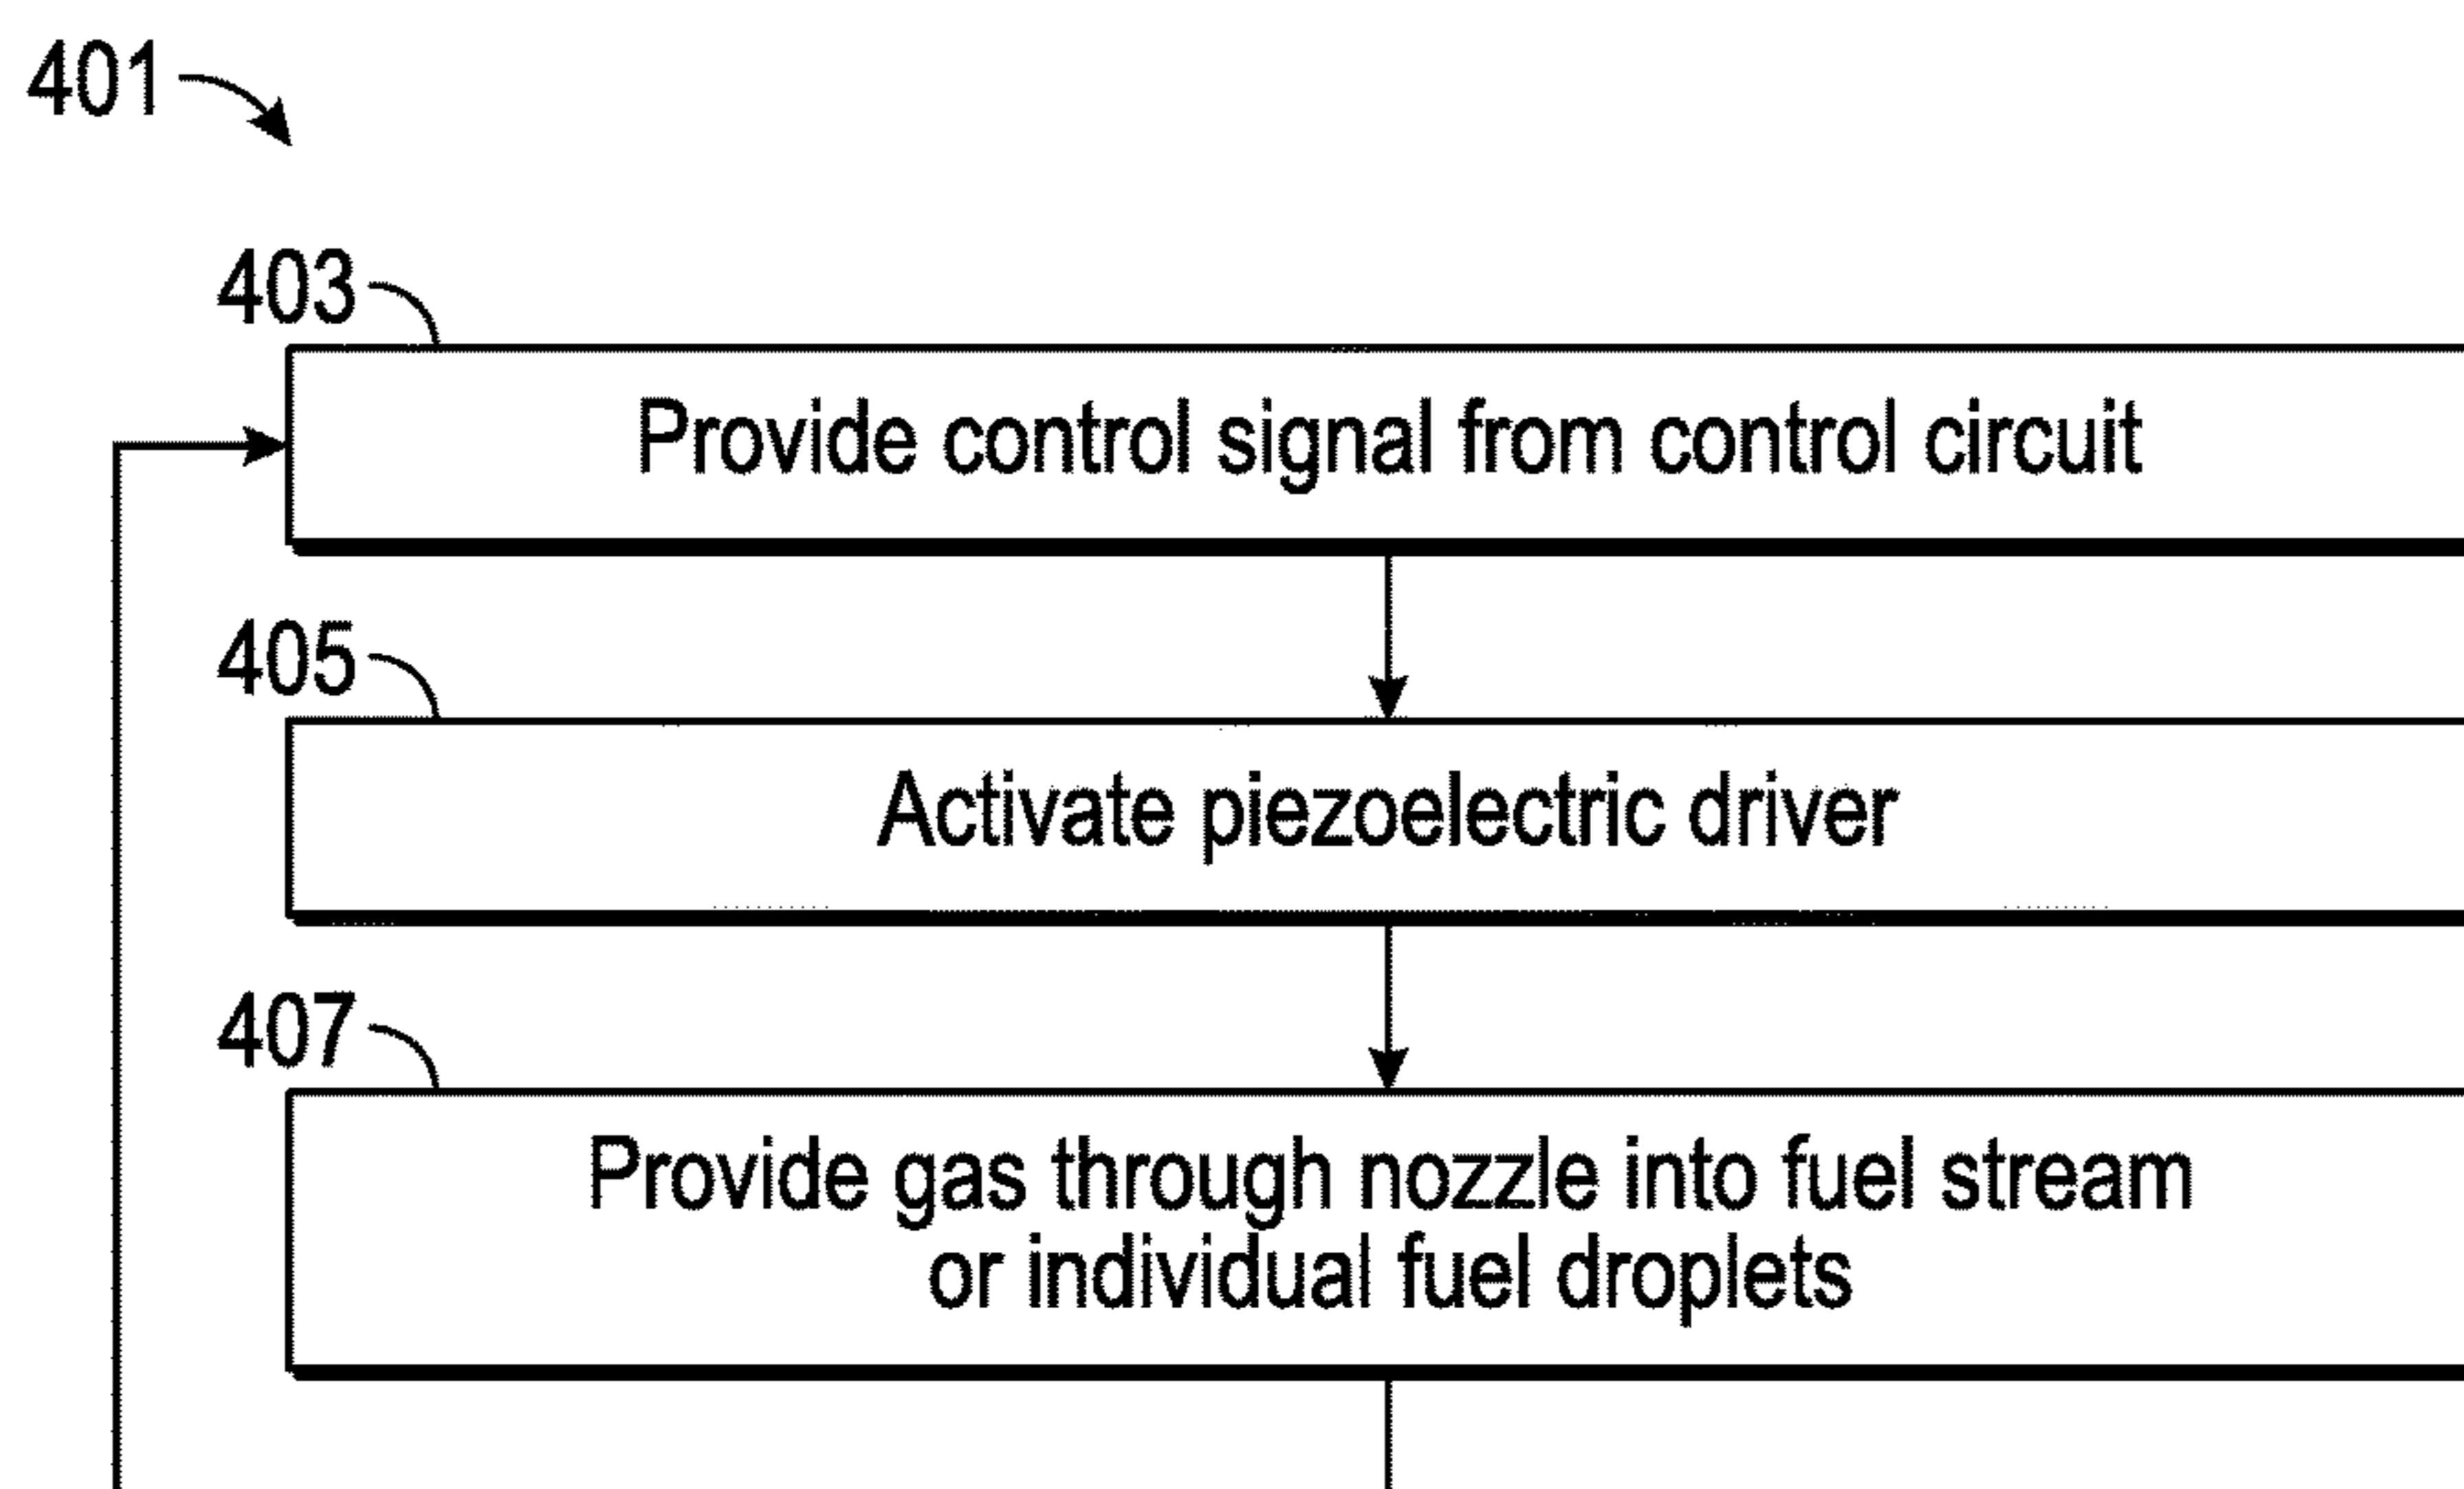 401
403
Provide control signal from control circuit
405
Activate piezoelectric driver
407
Provide gas through nozzle into fuel stream
or individual fuel droplets